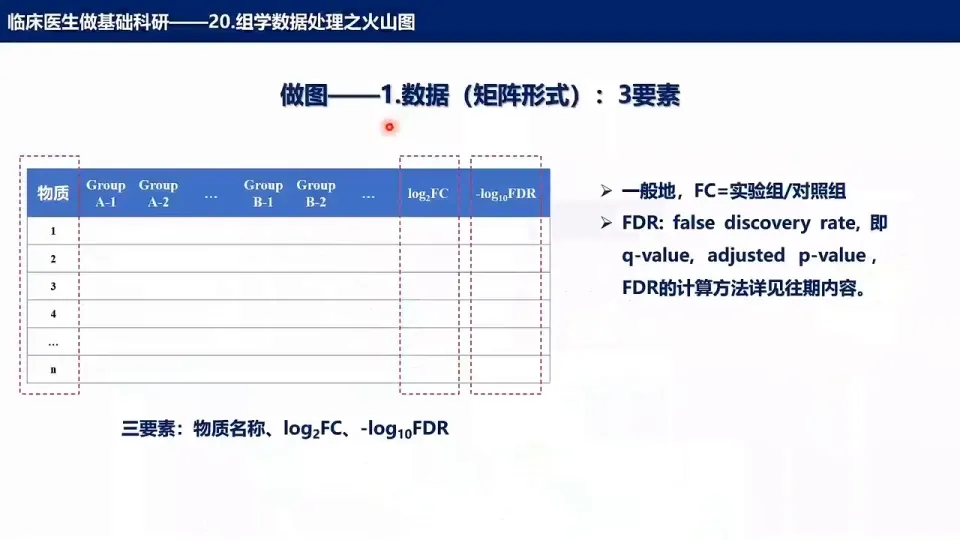 临床医生做基础科研——20.组学数据处理之火山图
做图——1.数据（矩阵形式）：3要素
物质 Group A-1 Group A-2 … Group B-1 Group B-2 … log₂FC -log₁₀FDR
1
2
3
4
…
n
三要素：物质名称、log₂FC、-log₁₀FDR
➢ 一般地，FC=实验组/对照组
➢ FDR: false discovery rate, 即
q-value, adjusted p-value，
FDR的计算方法详见往期内容。